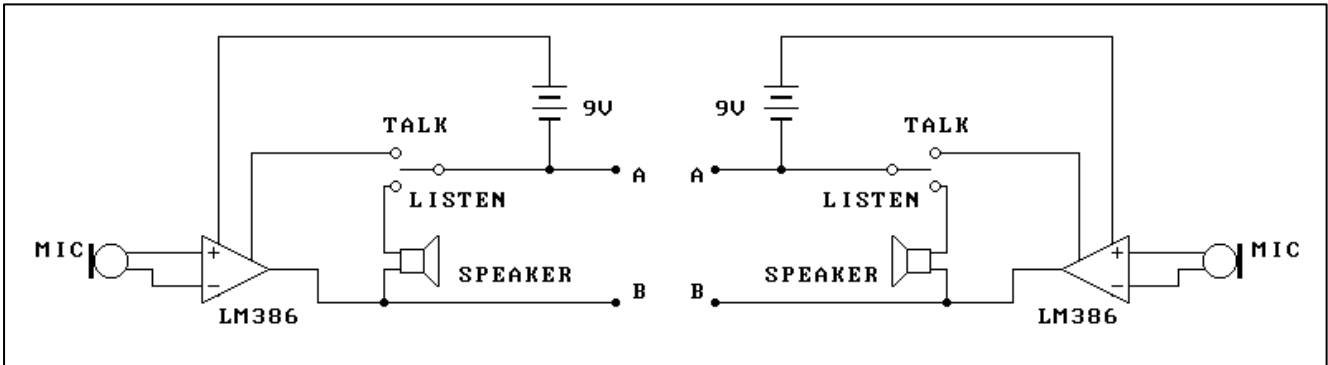 9V 9V
TALK TALK
A A
LISTEN LISTEN
MIC + + MIC
SPEAKER SPEAKER
- B B -
LM386 LM386